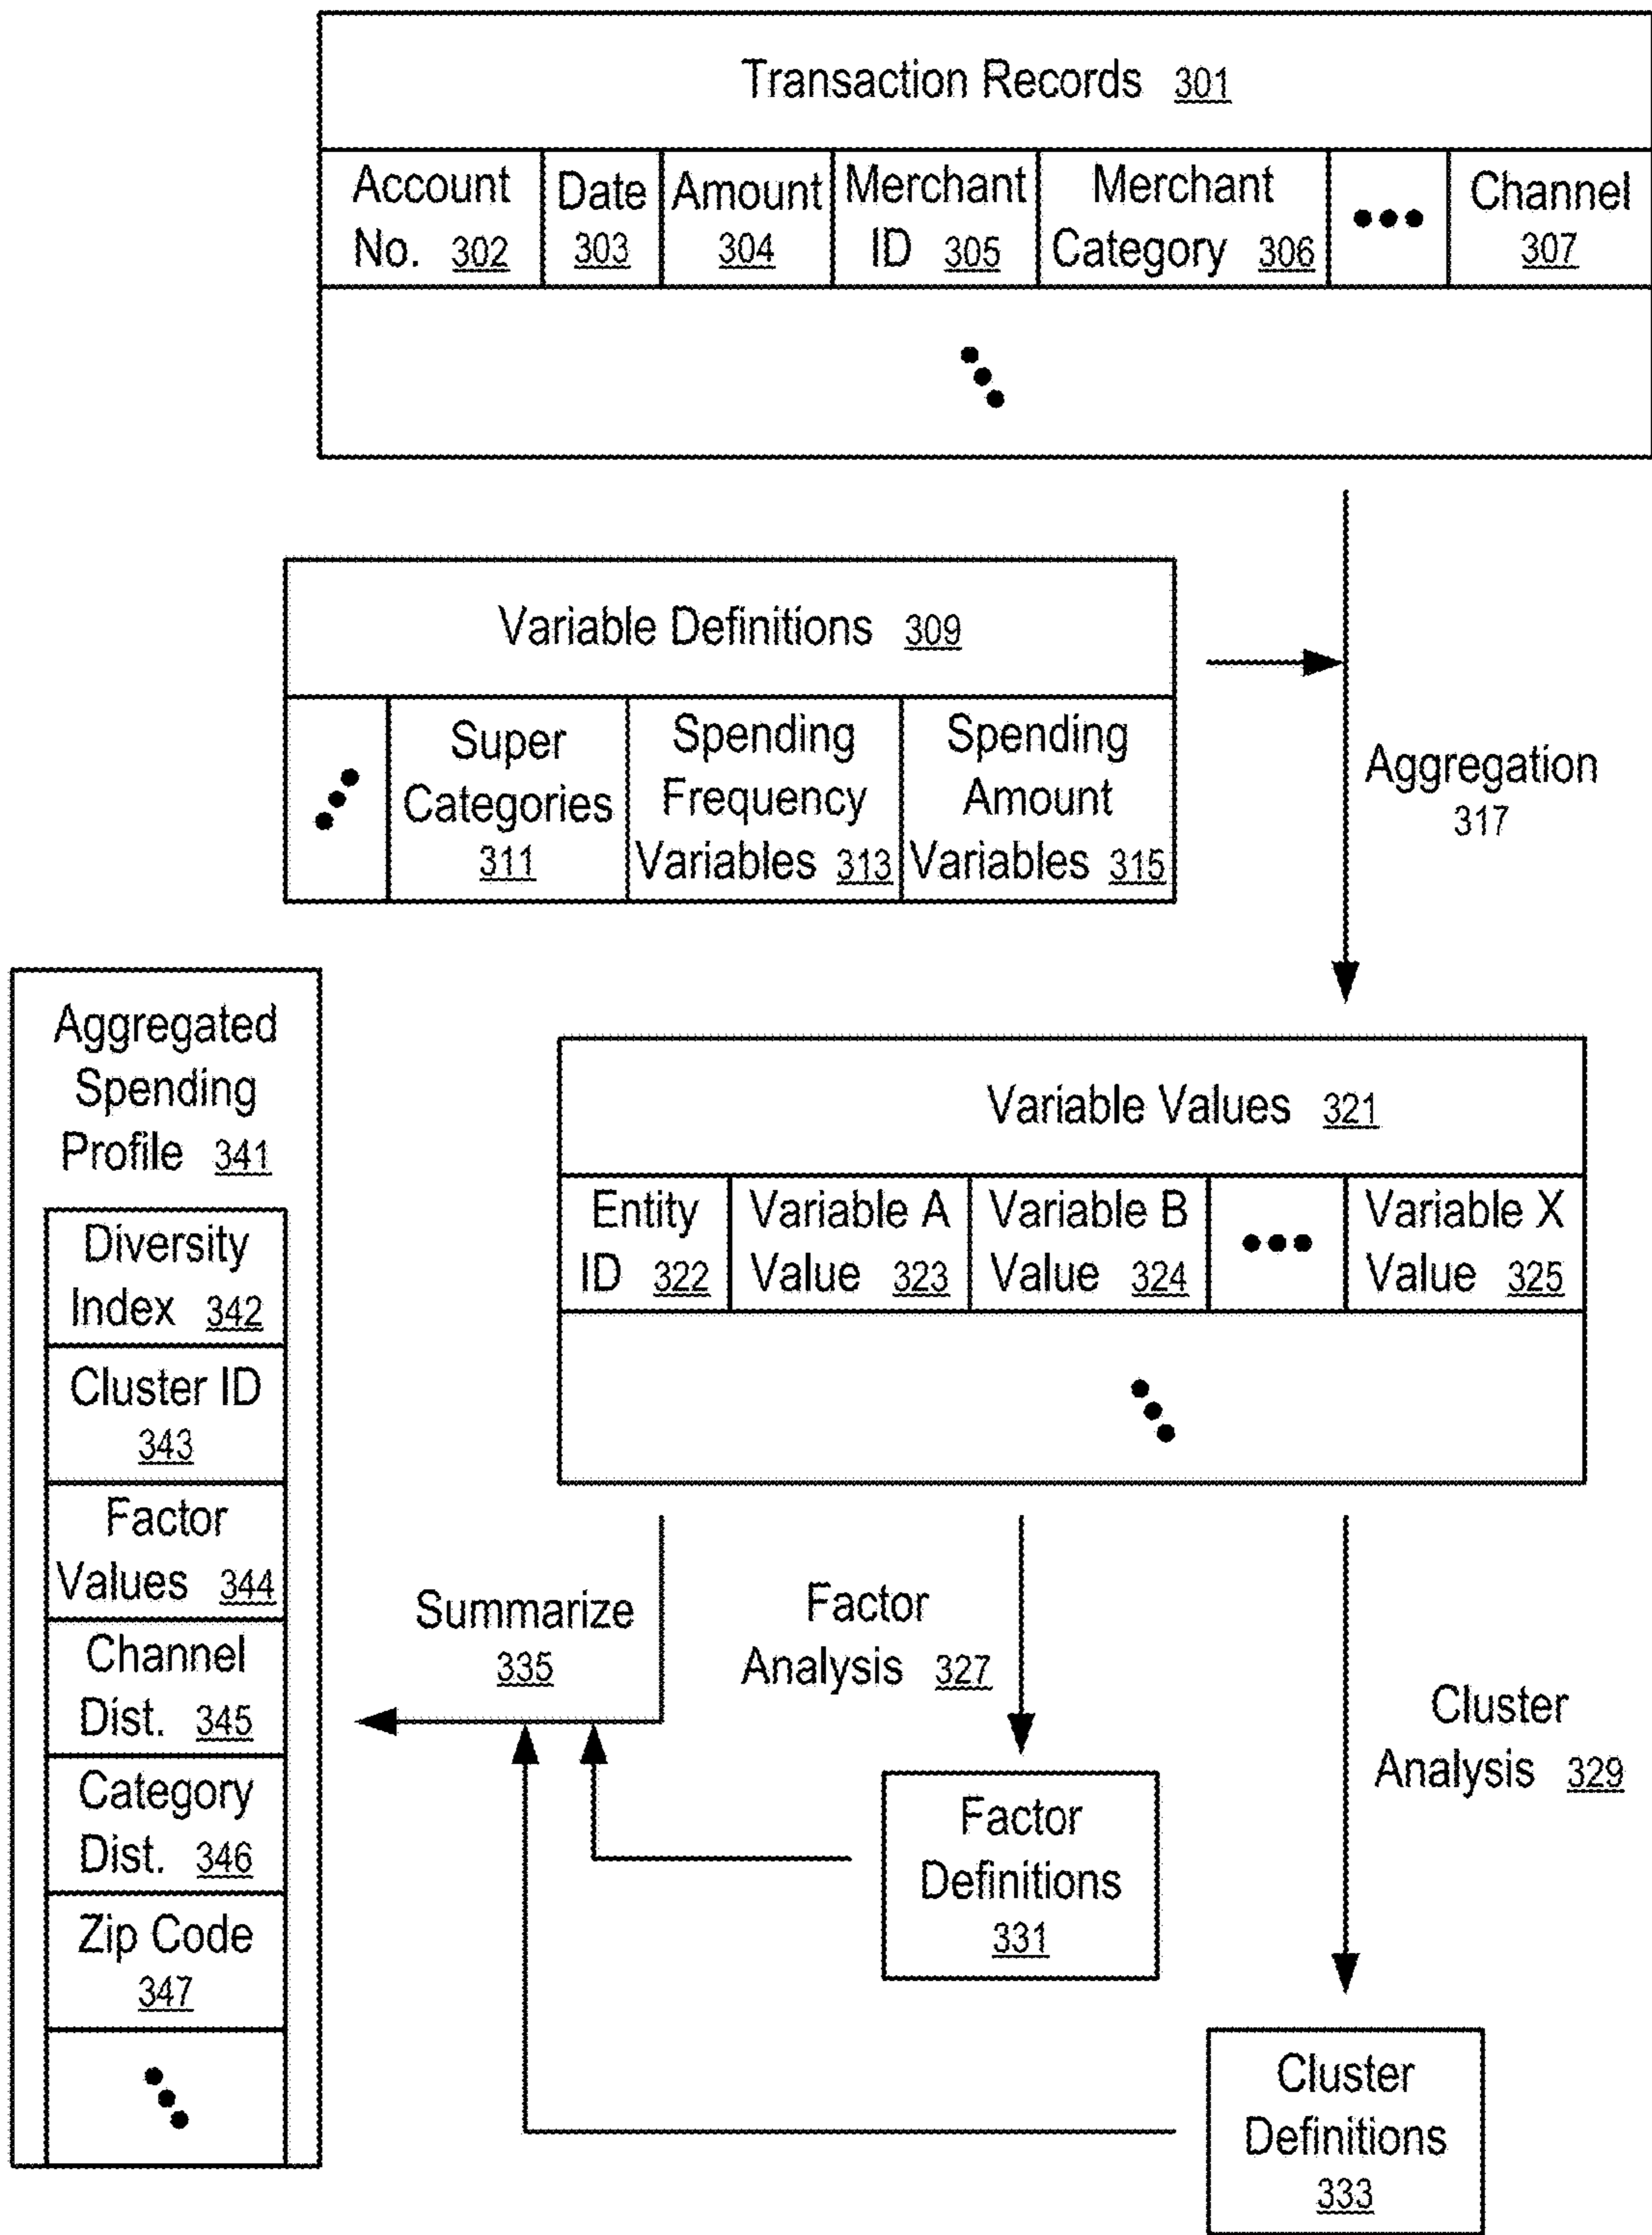 Transaction Records 301
Account No. 302
Date 303
Amount 304
Merchant ID 305
Merchant Category 306
•••
Channel 307
Variable Definitions 309
Super Categories 311
Spending Frequency Variables 313
Spending Amount Variables 315
Aggregation 317
Aggregated Spending Profile 341
Diversity Index 342
Cluster ID 343
Factor Values 344
Channel Dist. 345
Category Dist. 346
Zip Code 347
Variable Values 321
Entity ID 322
Variable A Value 323
Variable B Value 324
•••
Variable X Value 325
Summarize 335
Factor Analysis 327
Cluster Analysis 329
Factor Definitions 331
Cluster Definitions 333